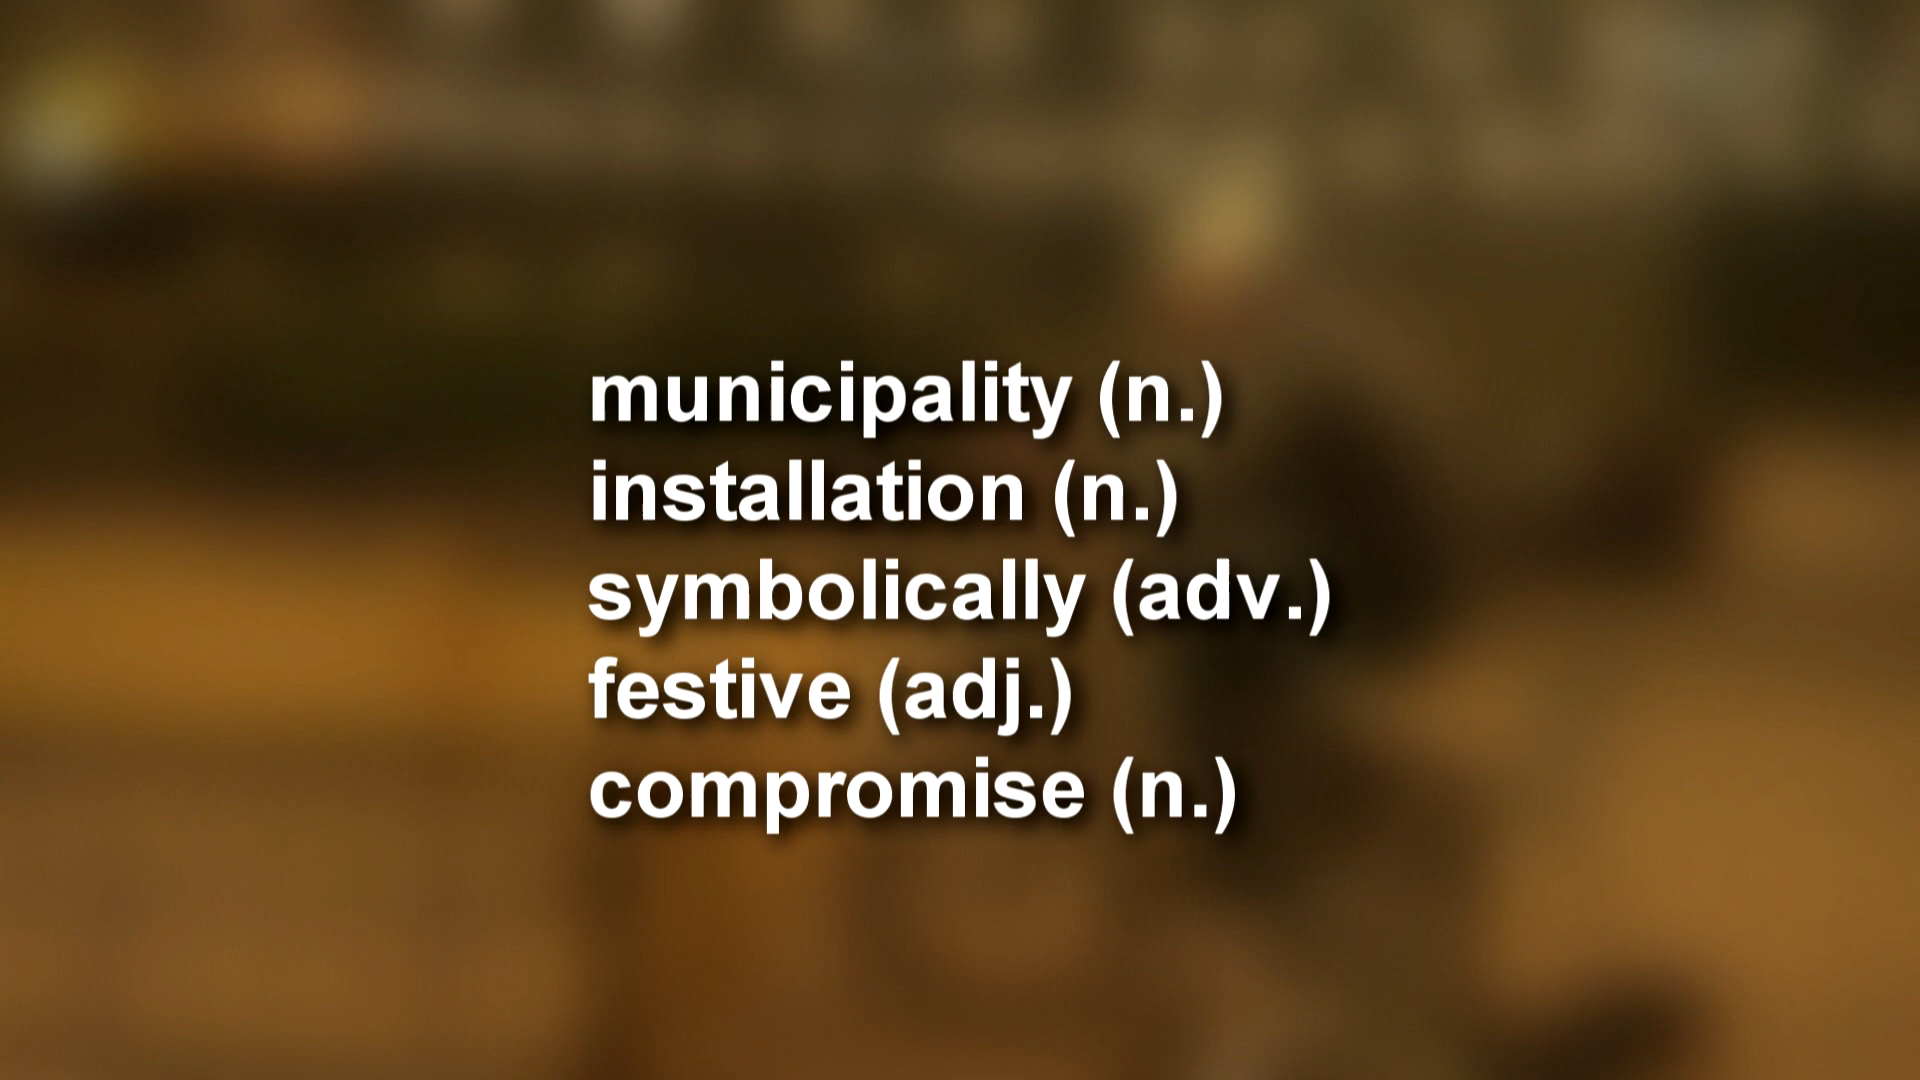 municipality (n.)
installation (n.)
symbolically (adv.)
festive (adj.)
compromise (n.)